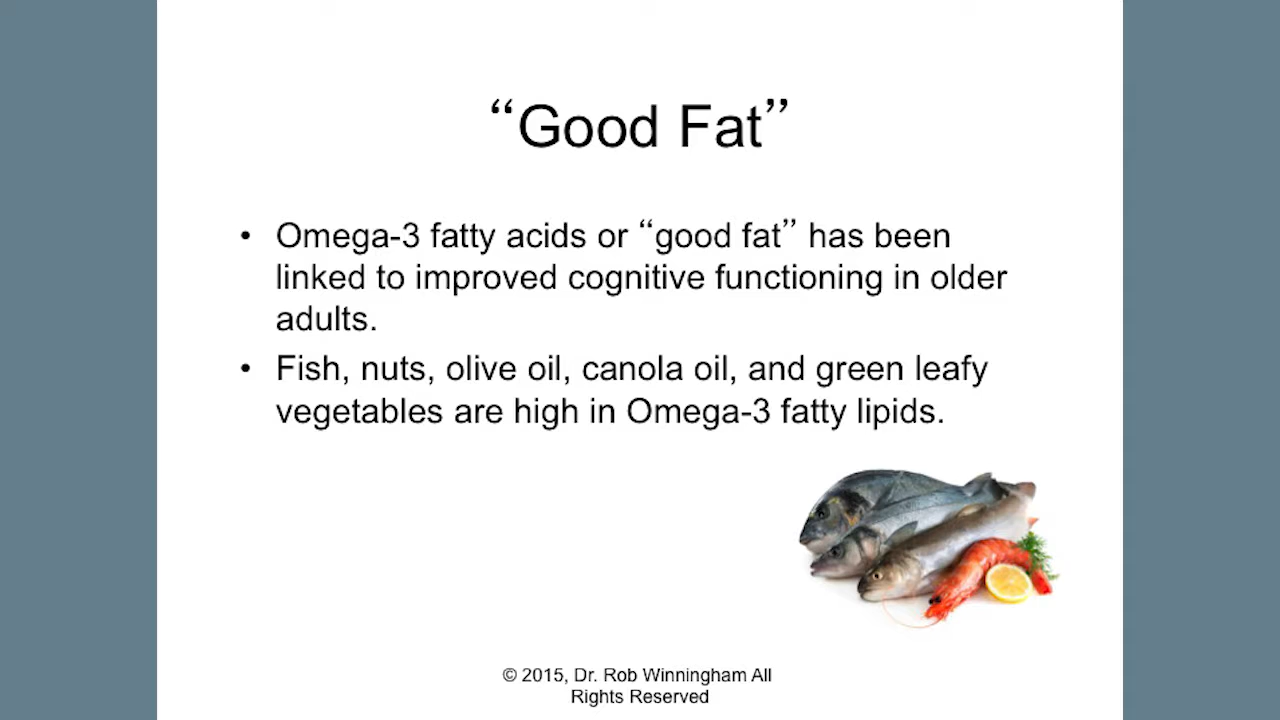 “Good Fat”
• Omega-3 fatty acids or “good fat” has been
linked to improved cognitive functioning in older
adults.
• Fish, nuts, olive oil, canola oil, and green leafy
vegetables are high in Omega-3 fatty lipids.
© 2015, Dr. Rob Winningham All
Rights Reserved